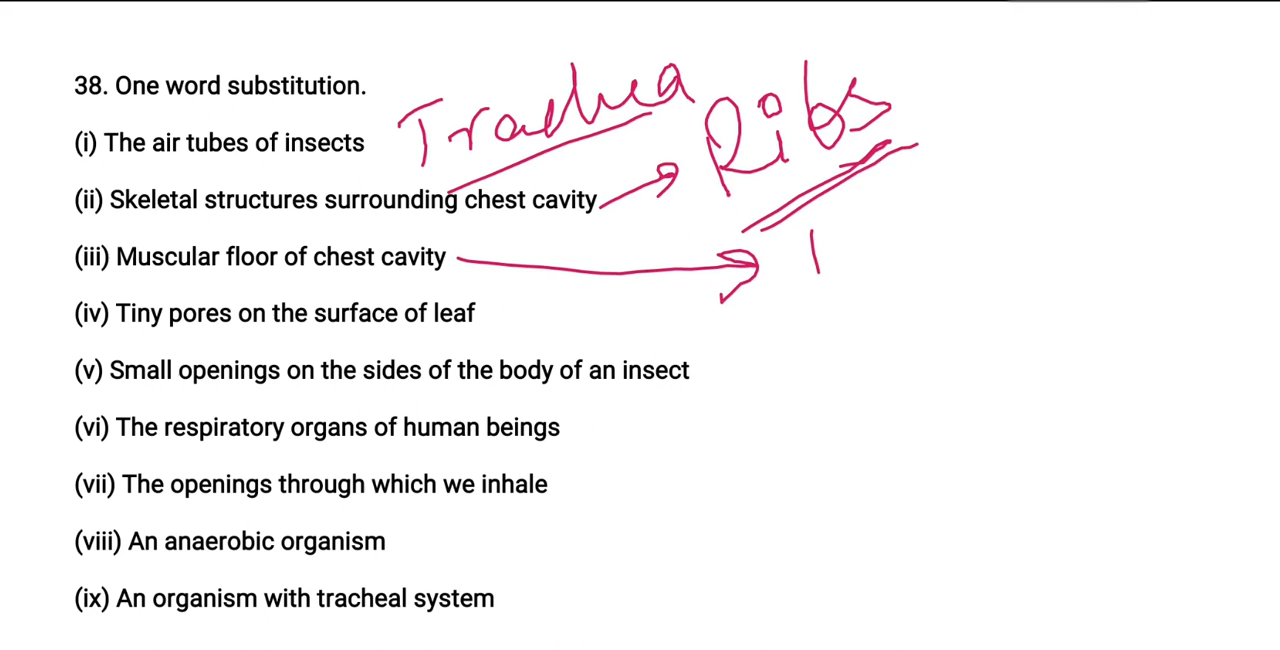 38. One word substitution.
Trachea
Ribs
(i) The air tubes of insects
(ii) Skeletal structures surrounding chest cavity
(iii) Muscular floor of chest cavity
(iv) Tiny pores on the surface of leaf
(v) Small openings on the sides of the body of an insect
(vi) The respiratory organs of human beings
(vii) The openings through which we inhale
(viii) An anaerobic organism
(ix) An organism with tracheal system